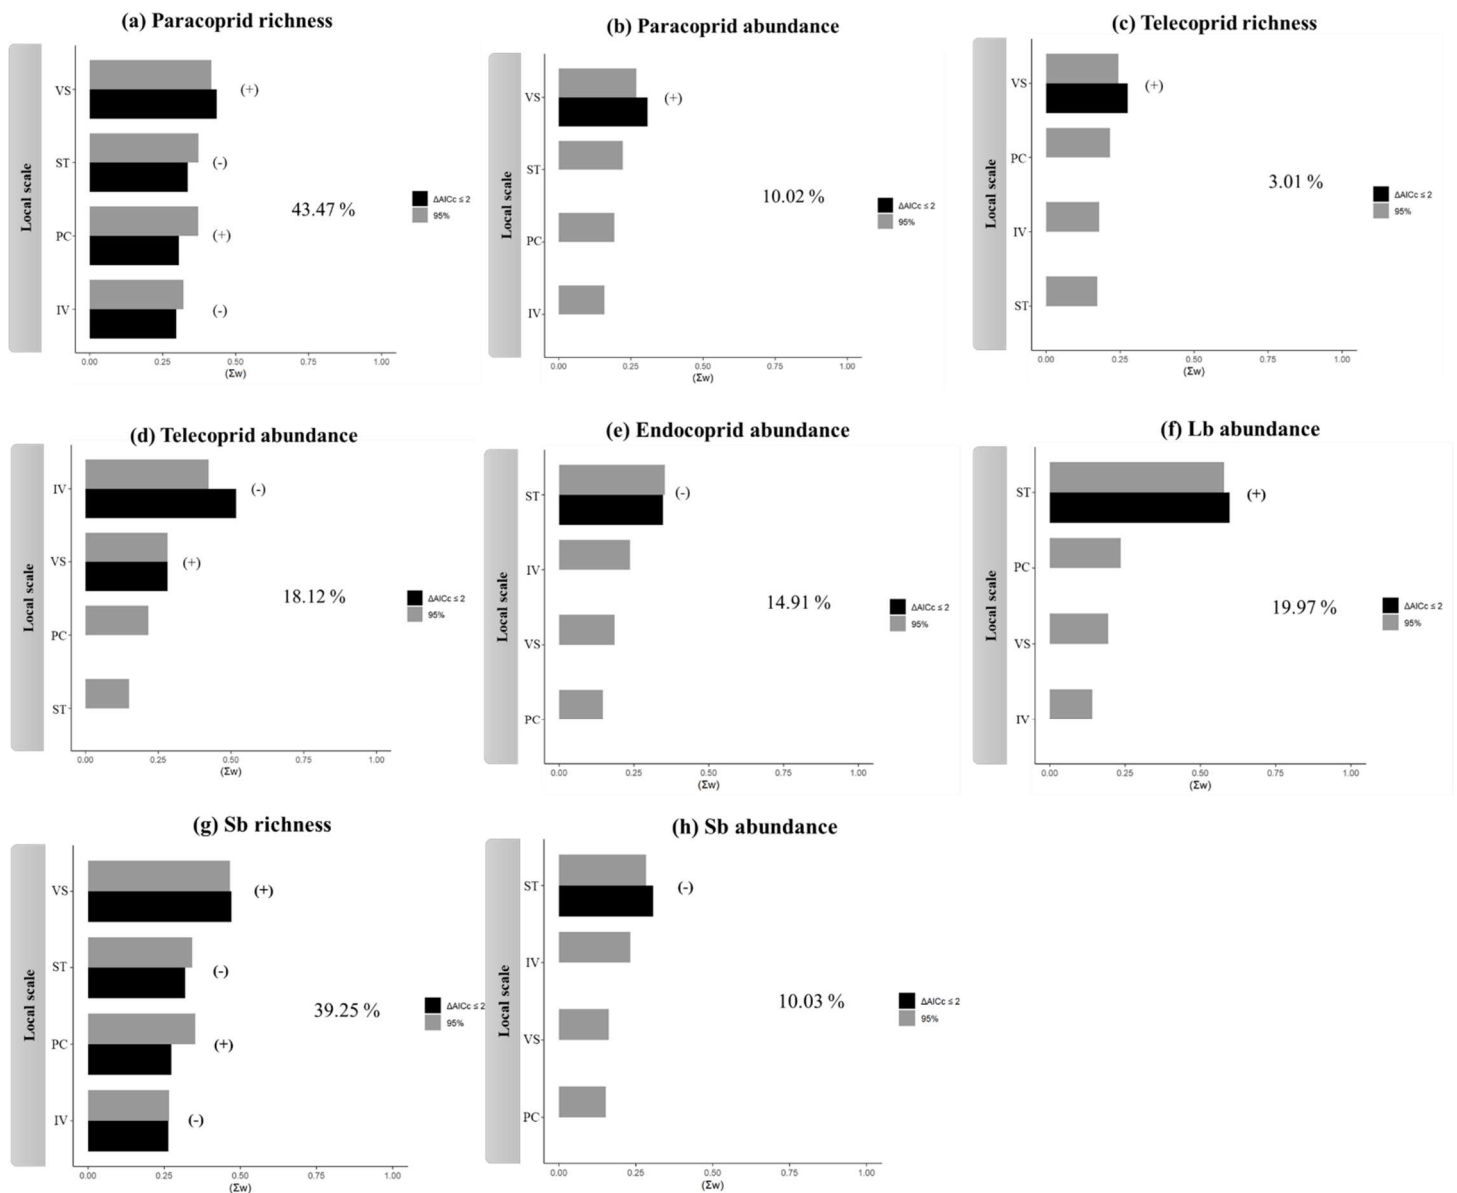 (a) Paracoprid richness
Local scale
VS
(+)
ST
(-)
PC
(+)
IV
(-)
43.47 %
ΔAICc ≤ 2
95%
0.00 0.25 0.50 0.75 1.00
(Σw)
(b) Paracoprid abundance
Local scale
VS
(+)
ST
PC
IV
10.02 %
ΔAICc ≤ 2
95%
0.00 0.25 0.50 0.75 1.00
(Σw)
(c) Telecoprid richness
Local scale
VS
(+)
PC
IV
ST
3.01 %
ΔAICc ≤ 2
95%
0.00 0.25 0.50 0.75 1.00
(Σw)
(d) Telecoprid abundance
Local scale
IV
(-)
VS
(+)
PC
ST
18.12 %
ΔAICc ≤ 2
95%
0.00 0.25 0.50 0.75 1.00
(Σw)
(e) Endocoprid abundance
Local scale
ST
(-)
IV
VS
PC
14.91 %
ΔAICc ≤ 2
95%
0.00 0.25 0.50 0.75 1.00
(Σw)
(f) Lb abundance
Local scale
ST
(+)
PC
VS
IV
19.97 %
ΔAICc ≤ 2
95%
0.00 0.25 0.50 0.75 1.00
(Σw)
(g) Sb richness
Local scale
VS
(+)
ST
(-)
PC
(+)
IV
(-)
39.25 %
ΔAICc ≤ 2
95%
0.00 0.25 0.50 0.75 1.00
(Σw)
(h) Sb abundance
Local scale
ST
(-)
IV
VS
PC
10.03 %
ΔAICc ≤ 2
95%
0.00 0.25 0.50 0.75 1.00
(Σw)